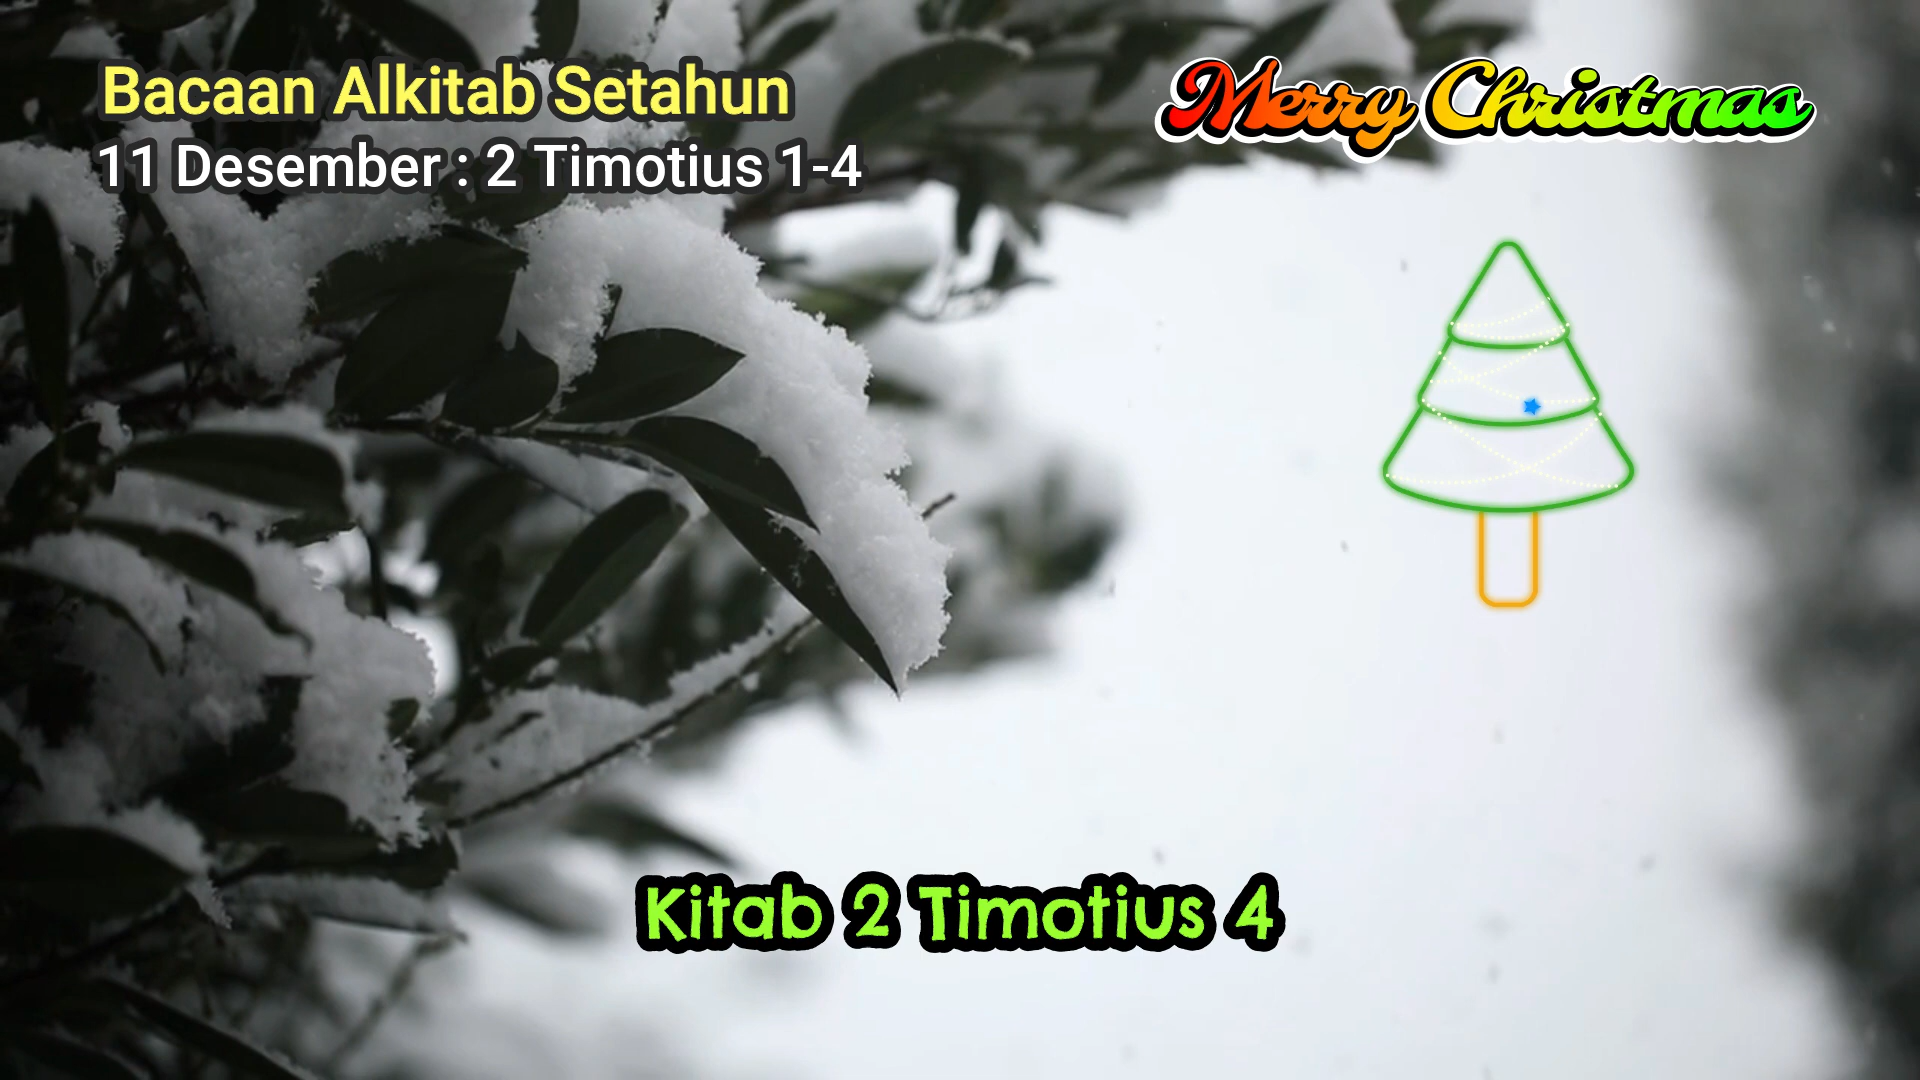 Bacaan Alkitab Setahun
11 Desember : 2 Timotius 1-4
Merry Christmas
Kitab 2 Timotius 4